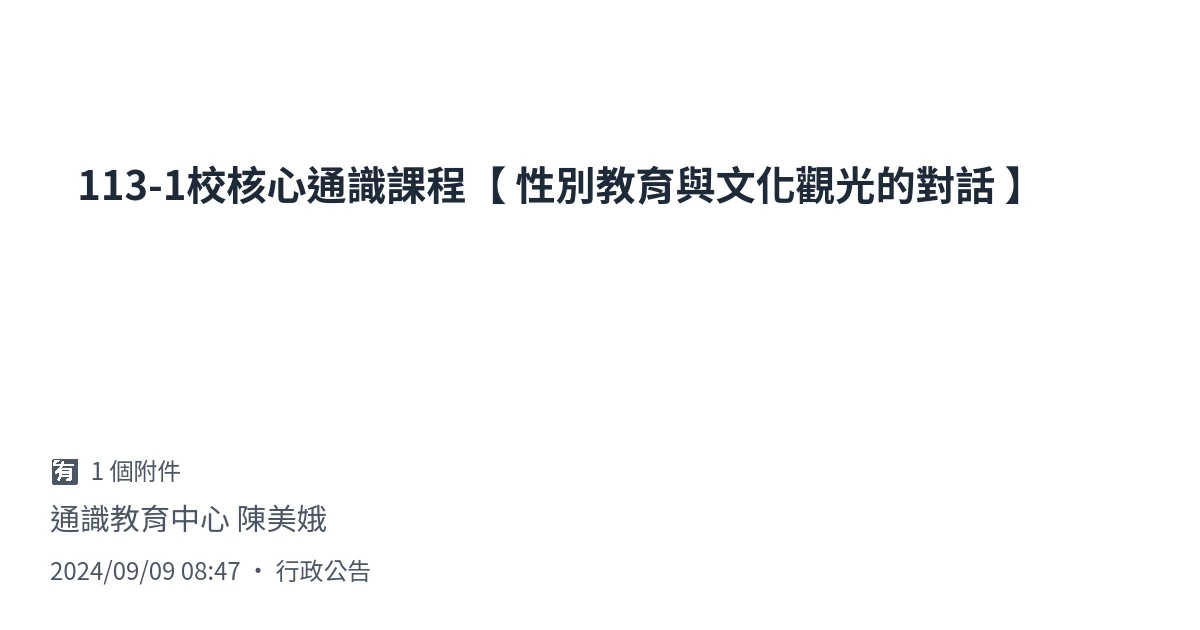 113-1校核心通識課程【 性別教育與文化觀光的對話 】
🈶 1 個附件
通識教育中心 陳美娥
2024/09/09 08:47 • 行政公告